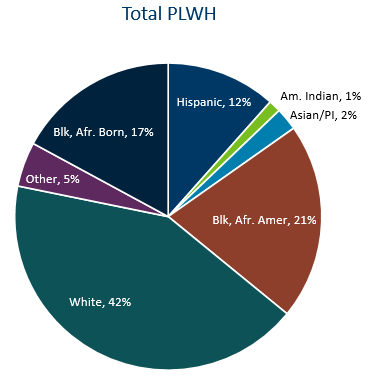 Total PLWH
Hispanic, 12%
Am. Indian, 1%
Asian/PI, 2%
Blk, Afr. Amer, 21%
White, 42%
Other, 5%
Blk, Afr. Born, 17%